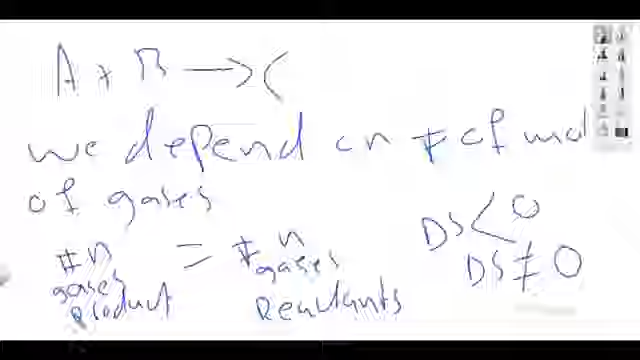 A + B → C
we depend on # of mol
of gases
#n gases product = #n gases Reactants
DS < 0
DS ≠ 0